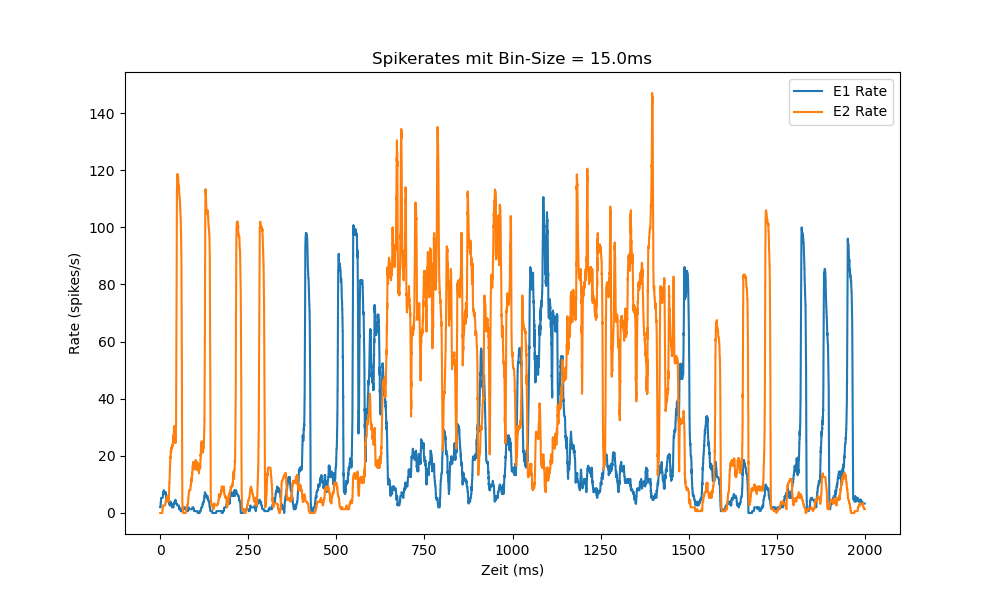 Spikerates mit Bin-Size = 15.0ms
E1 Rate
E2 Rate
Rate (spikes/s)
140
120
100
80
60
40
20
0
0 250 500 750 1000 1250 1500 1750 2000
Zeit (ms)